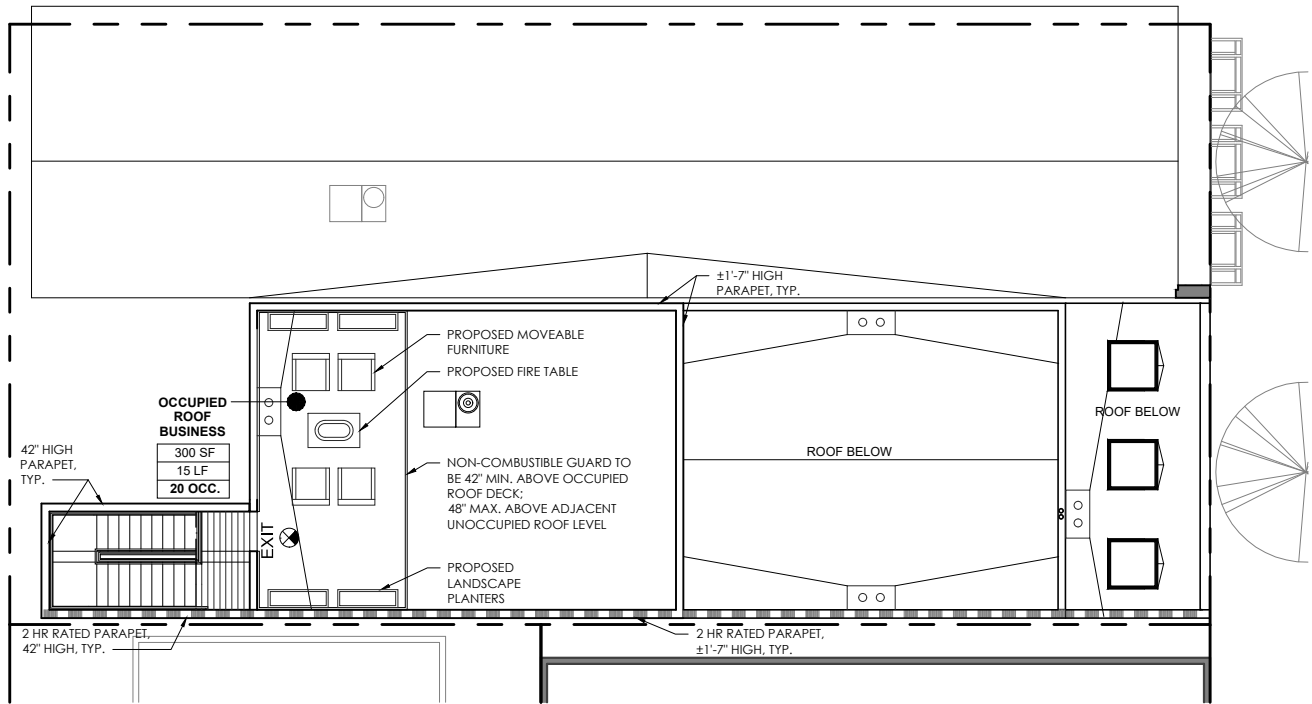 ±1'-7" HIGH
PARAPET, TYP.
PROPOSED MOVEABLE
FURNITURE
PROPOSED FIRE TABLE
OCCUPIED
ROOF
BUSINESS
300 SF
15 LF
20 OCC.
42" HIGH
PARAPET,
TYP.
NON-COMBUSTIBLE GUARD TO
BE 42" MIN. ABOVE OCCUPIED
ROOF DECK;
48" MAX. ABOVE ADJACENT
UNOCCUPIED ROOF LEVEL
EXIT
PROPOSED
LANDSCAPE
PLANTERS
ROOF BELOW
ROOF BELOW
2 HR RATED PARAPET,
42" HIGH, TYP.
2 HR RATED PARAPET,
±1'-7" HIGH, TYP.